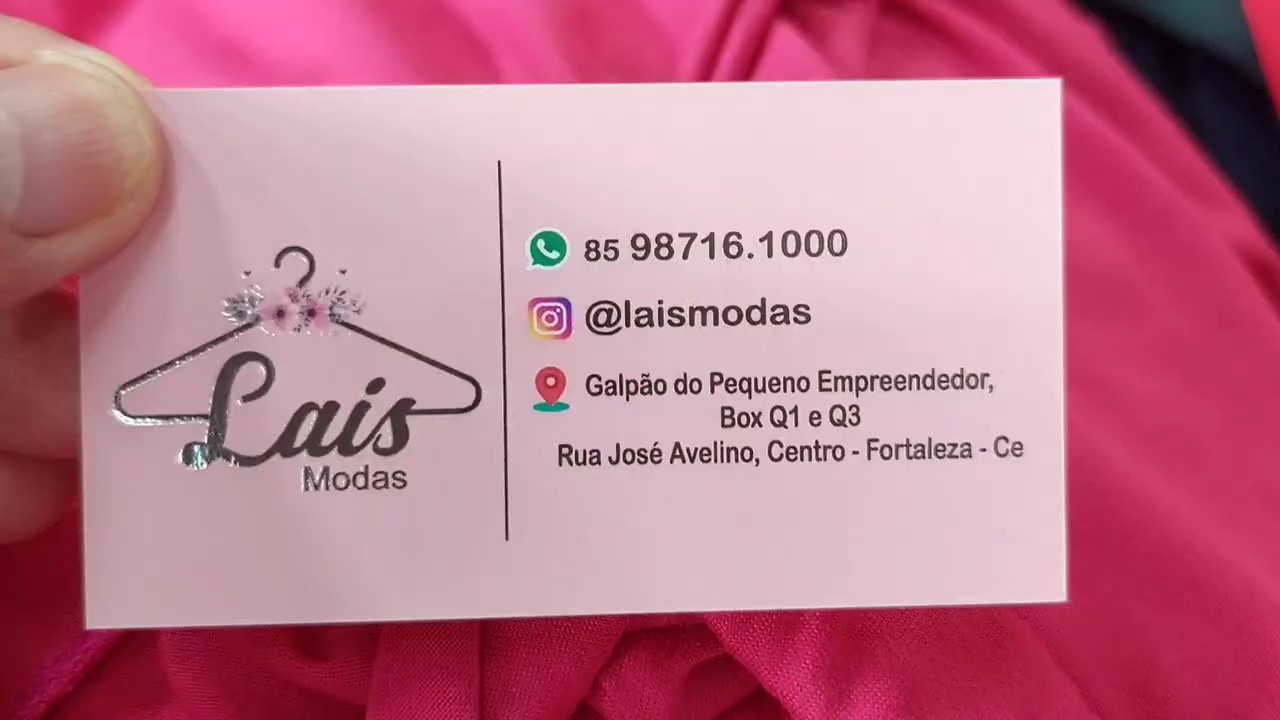 Lais
Modas
85 98716.1000
@laismodas
Galpão do Pequeno Empreendedor,
Box Q1 e Q3
Rua José Avelino, Centro - Fortaleza - Ce